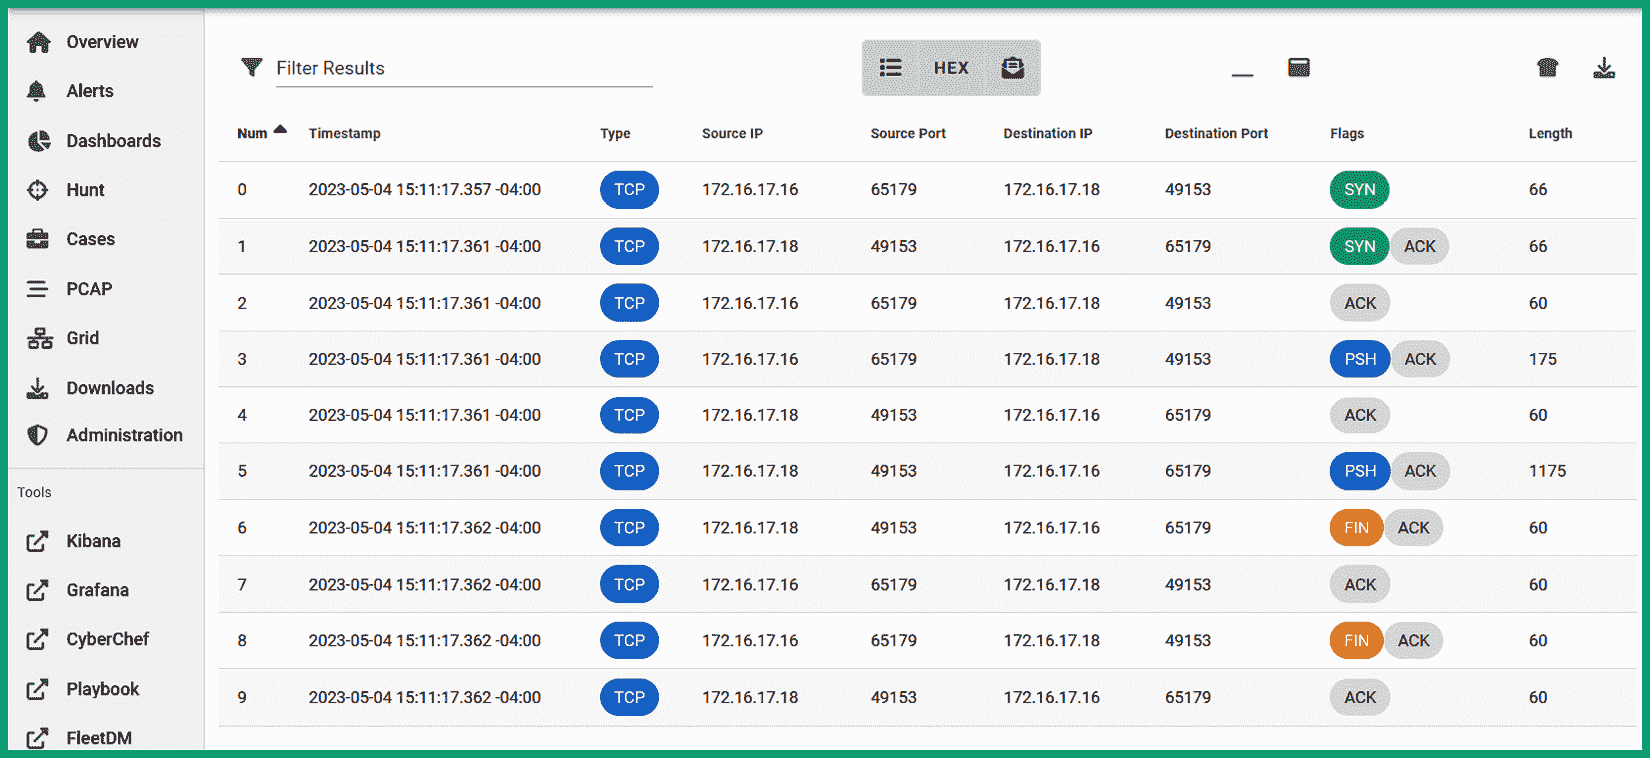 Overview
Alerts
Dashboards
Hunt
Cases
PCAP
Grid
Downloads
Administration
Tools
Kibana
Grafana
CyberChef
Playbook
FleetDM
Filter Results
HEX
Num Timestamp Type Source IP Source Port Destination IP Destination Port Flags Length
0 2023-05-04 15:11:17.357 -04:00 TCP 172.16.17.16 65179 172.16.17.18 49153 SYN 66
1 2023-05-04 15:11:17.361 -04:00 TCP 172.16.17.18 49153 172.16.17.16 65179 SYN ACK 66
2 2023-05-04 15:11:17.361 -04:00 TCP 172.16.17.16 65179 172.16.17.18 49153 ACK 60
3 2023-05-04 15:11:17.361 -04:00 TCP 172.16.17.16 65179 172.16.17.18 49153 PSH ACK 175
4 2023-05-04 15:11:17.361 -04:00 TCP 172.16.17.18 49153 172.16.17.16 65179 ACK 60
5 2023-05-04 15:11:17.361 -04:00 TCP 172.16.17.18 49153 172.16.17.16 65179 PSH ACK 1175
6 2023-05-04 15:11:17.362 -04:00 TCP 172.16.17.18 49153 172.16.17.16 65179 FIN ACK 60
7 2023-05-04 15:11:17.362 -04:00 TCP 172.16.17.16 65179 172.16.17.18 49153 ACK 60
8 2023-05-04 15:11:17.362 -04:00 TCP 172.16.17.16 65179 172.16.17.18 49153 FIN ACK 60
9 2023-05-04 15:11:17.362 -04:00 TCP 172.16.17.18 49153 172.16.17.16 65179 ACK 60